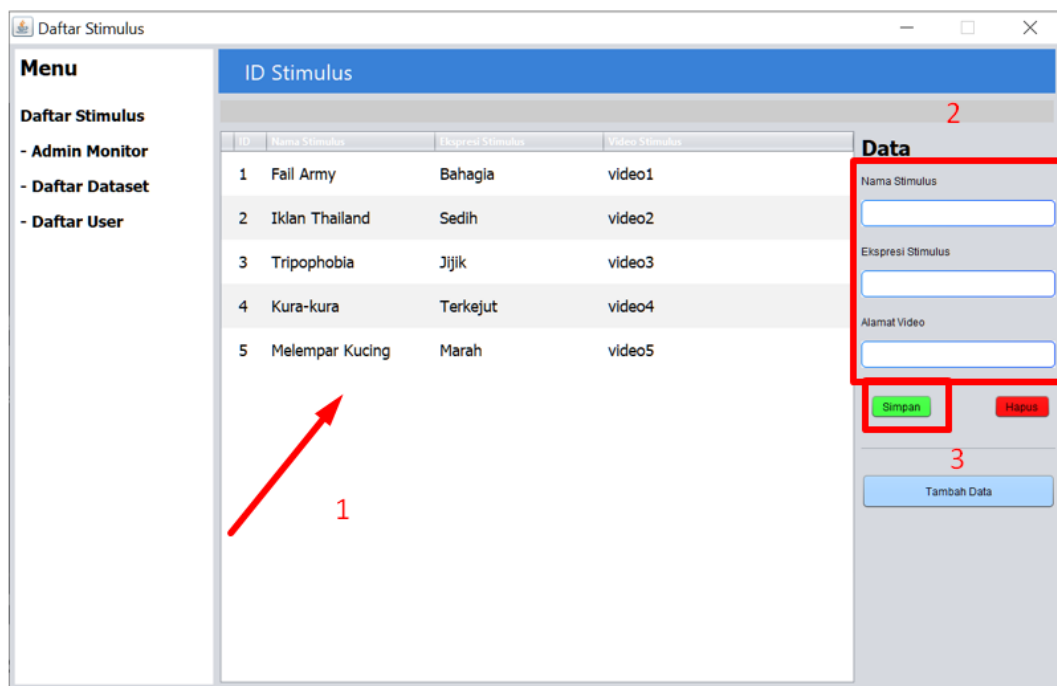 Daftar Stimulus
Menu
Daftar Stimulus
- Admin Monitor
- Daftar Dataset
- Daftar User
ID Stimulus
ID Nama Stimulus Ekspresi Stimulus Video Stimulus
1 Fail Army Bahagia video1
2 Iklan Thailand Sedih video2
3 Tripophobia Jijik video3
4 Kura-kura Terkejut video4
5 Melempar Kucing Marah video5
1
2
Data
Nama Stimulus
Ekspresi Stimulus
Alamat Video
Simpan Hapus
3
Tambah Data